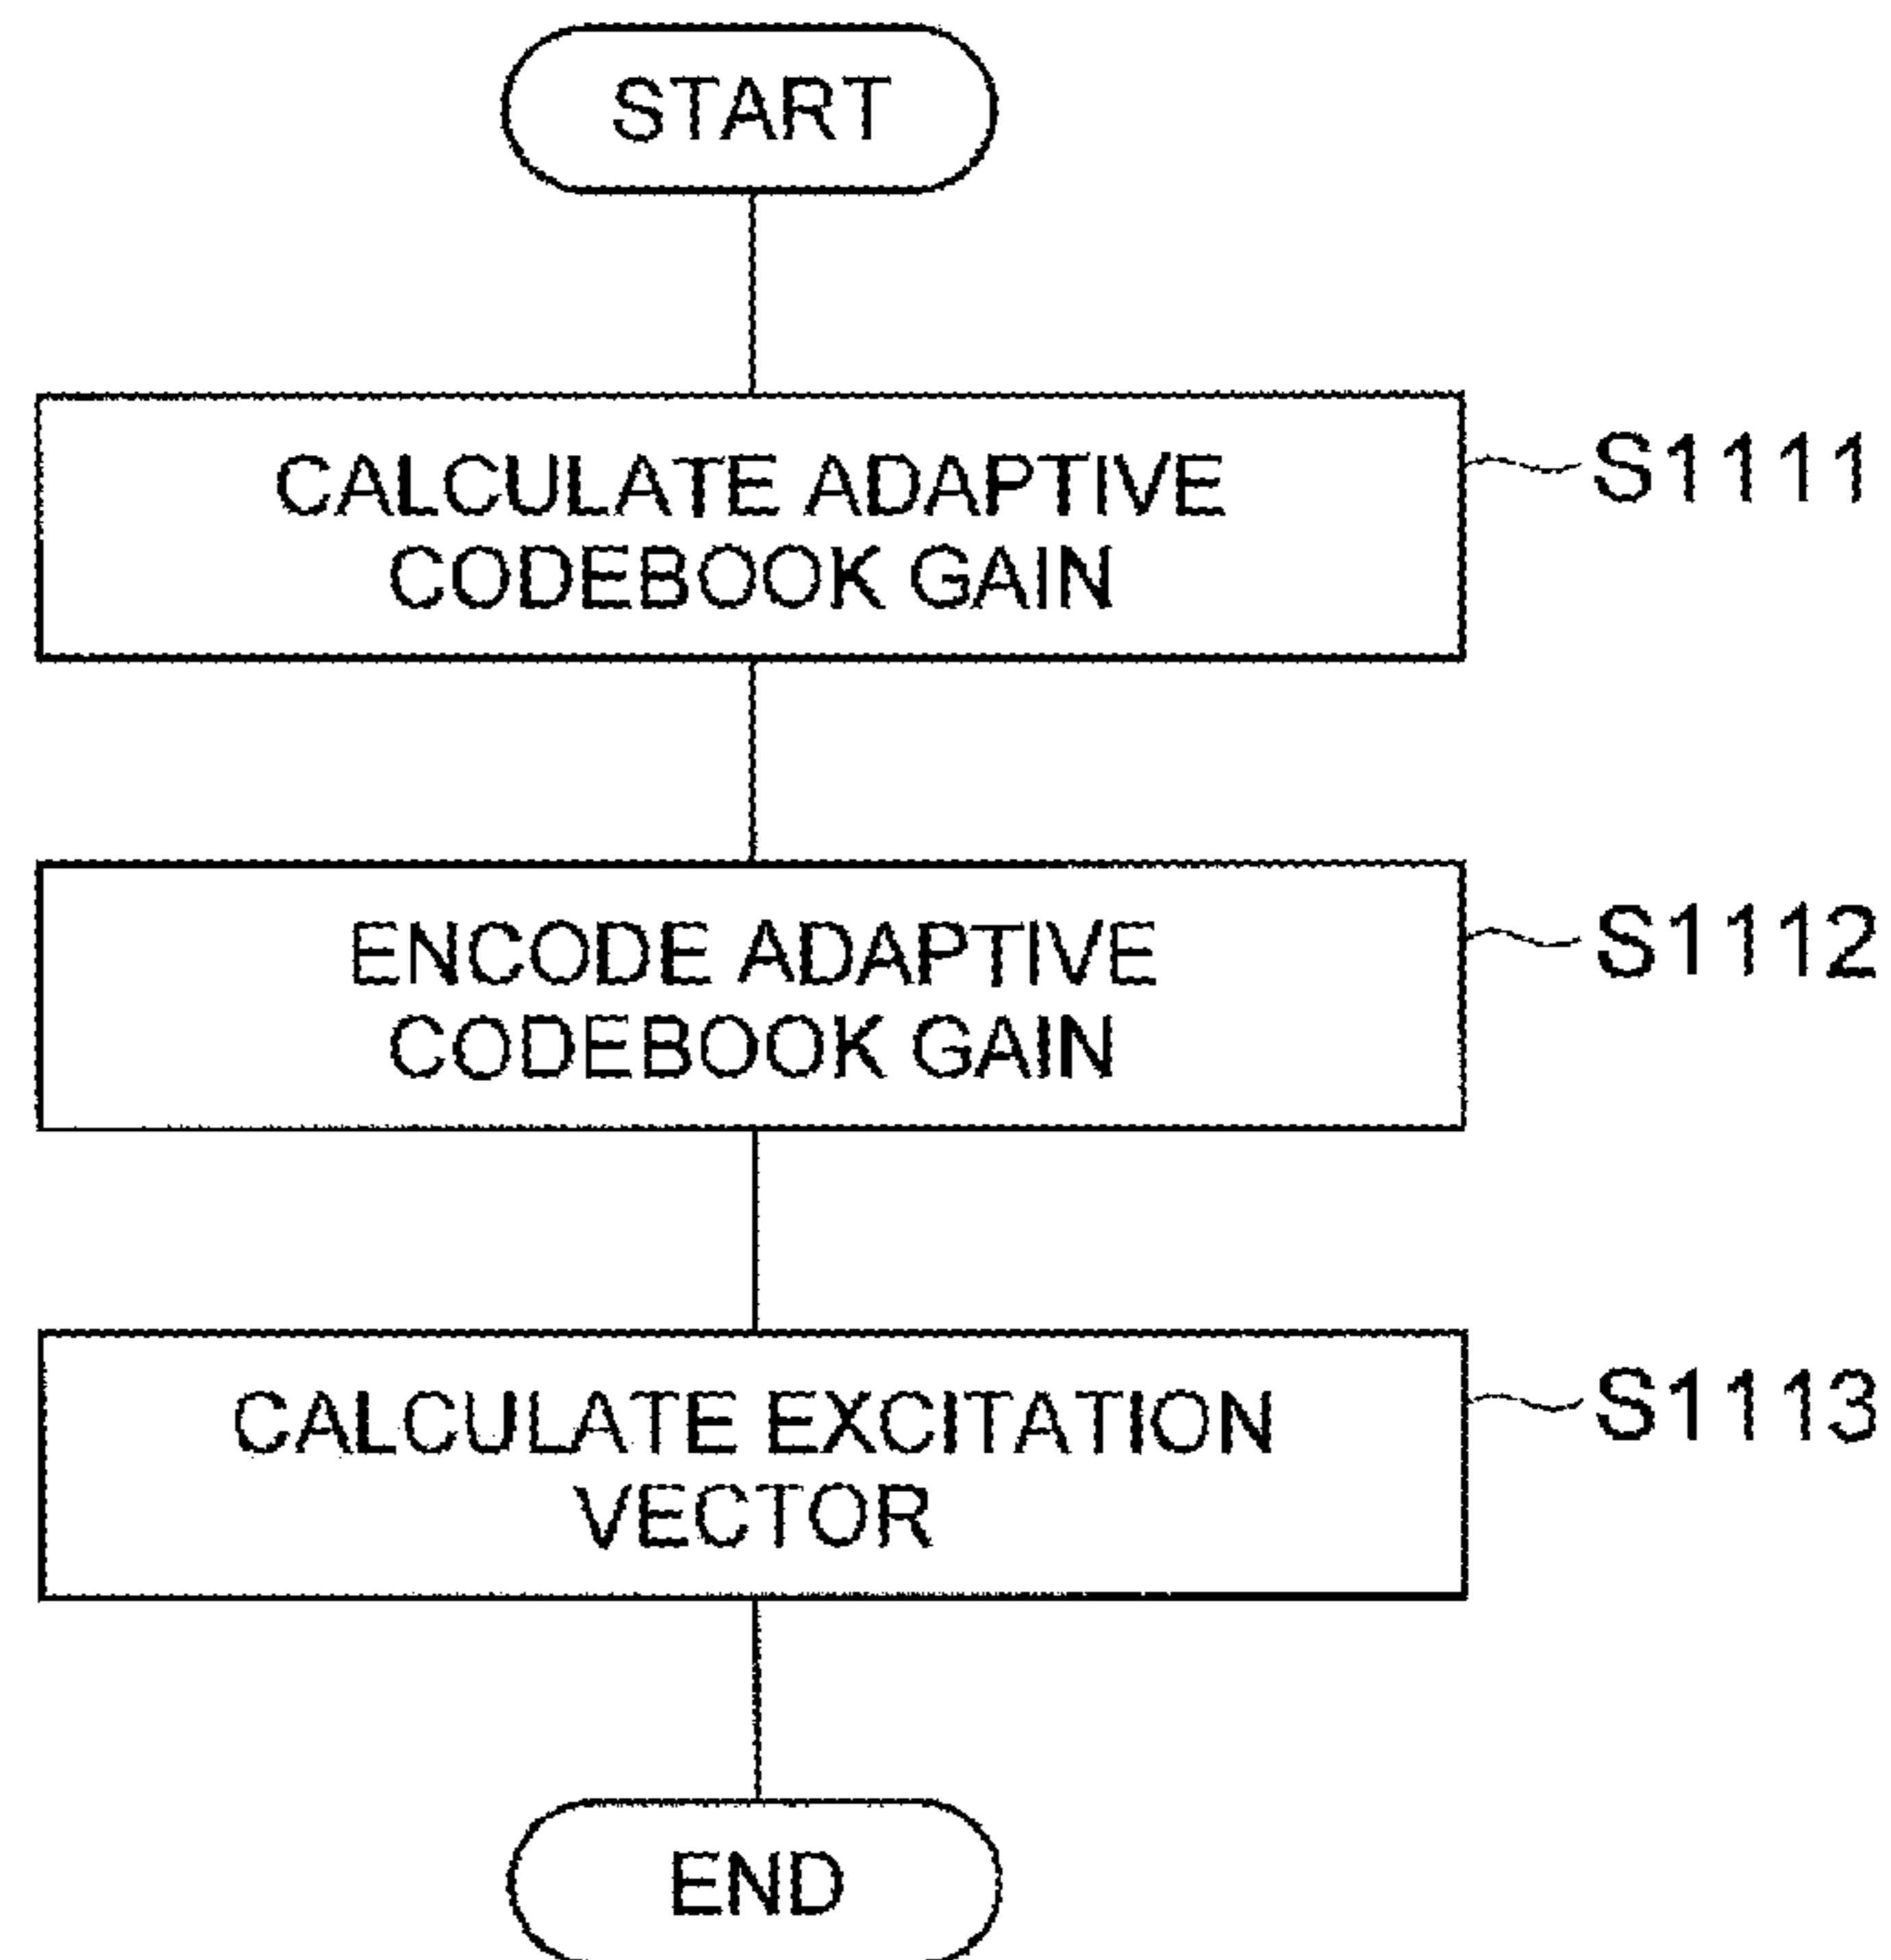 START
CALCULATE ADAPTIVE
CODEBOOK GAIN
S1111
ENCODE ADAPTIVE
CODEBOOK GAIN
S1112
CALCULATE EXCITATION
VECTOR
S1113
END